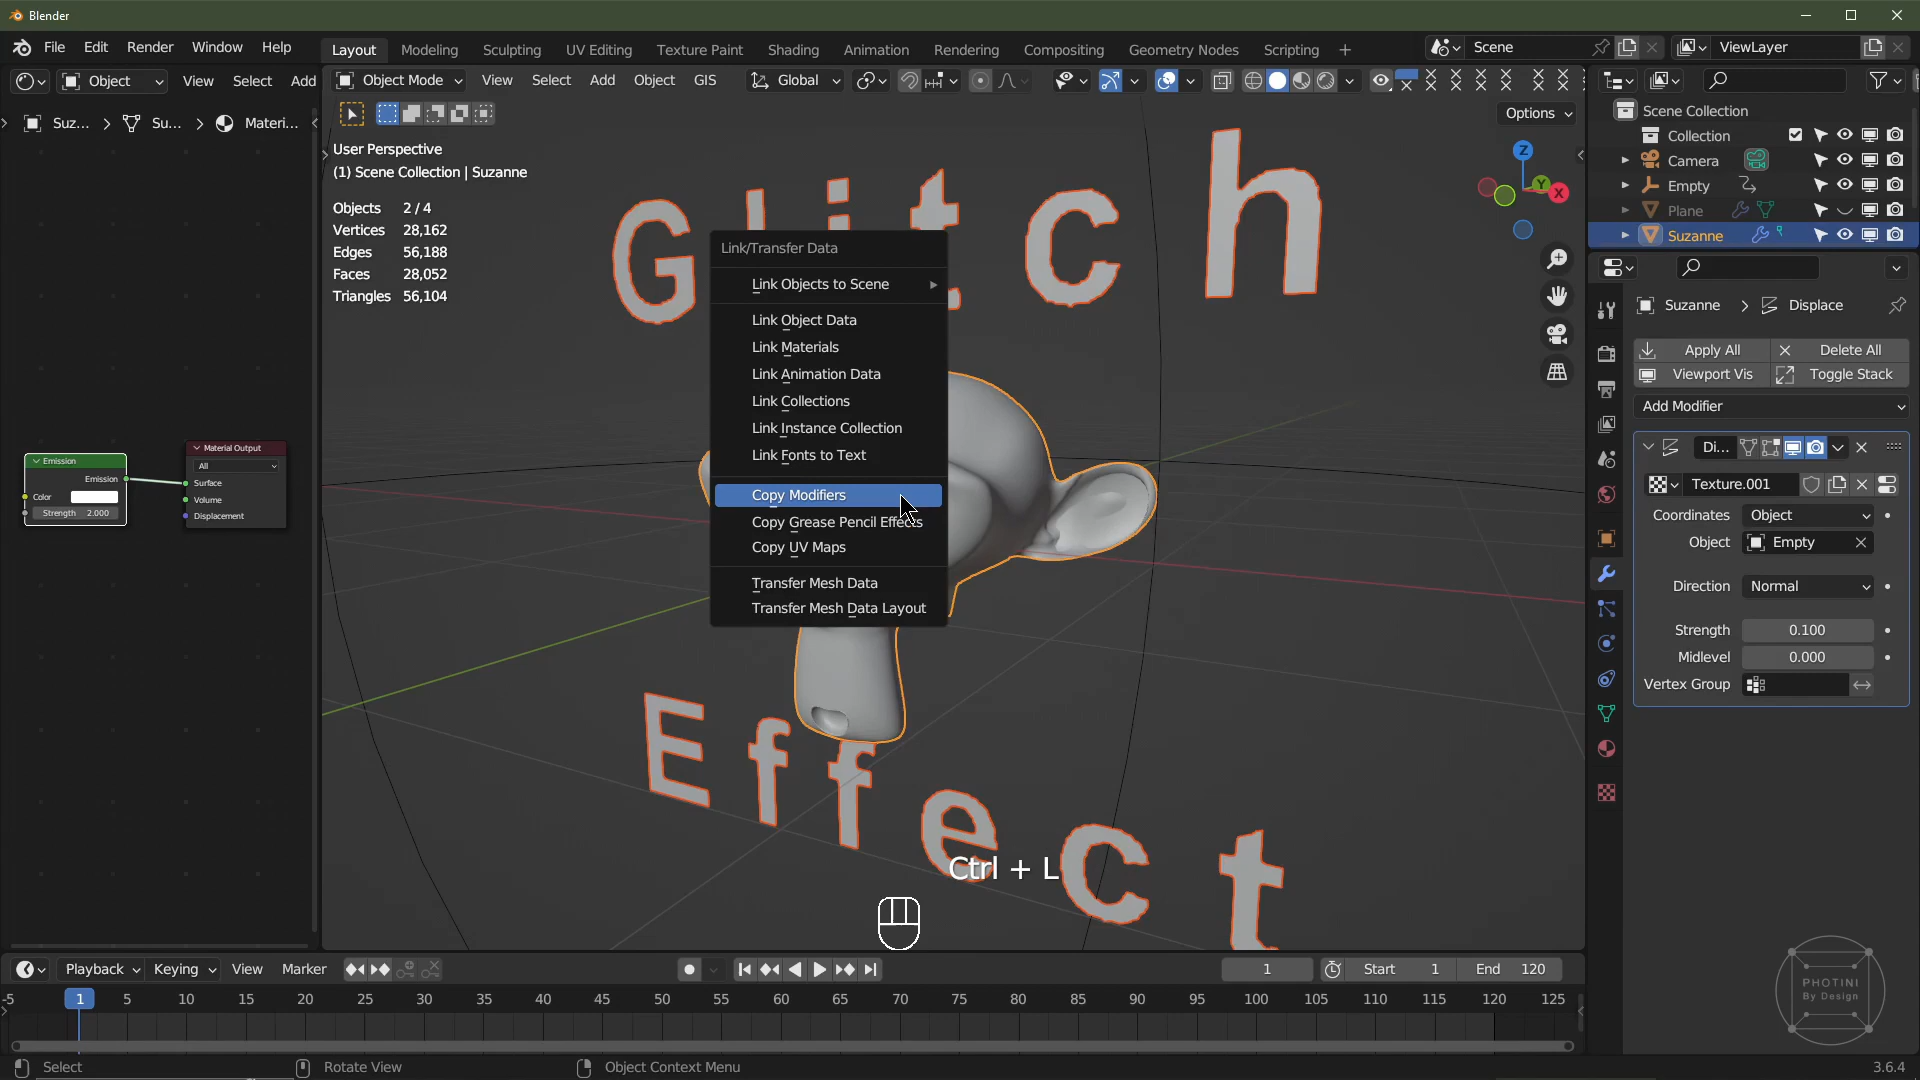 Blender
File Edit Render Window Help
Layout Modeling Sculpting UV Editing Texture Paint Shading Animation Rendering Compositing Geometry Nodes Scripting +
Scene
ViewLayer
Object View Select Add
Object Mode View Select Add Object GIS Global
Suz... > Su... > Materi...
Options
User Perspective
(1) Scene Collection | Suzanne
Objects 2 / 4
Vertices 28,162
Edges 56,188
Faces 28,052
Triangles 56,104
Glitch
Effect
Z
Y
X
Link/Transfer Data
Link Objects to Scene
Link Object Data
Link Materials
Link Animation Data
Link Collections
Link Instance Collection
Link Fonts to Text
Copy Modifiers
Copy Grease Pencil Effects
Copy UV Maps
Transfer Mesh Data
Transfer Mesh Data Layout
Ctrl + L
Emission
Emission
Color
Strength 2.000
Material Output
All
Surface
Volume
Displacement
Scene Collection
Collection
Camera
Empty
Plane
Suzanne
Suzanne > Displace
Apply All Delete All
Viewport Vis Toggle Stack
Add Modifier
Di...
Texture.001
Coordinates Object
Object Empty
Direction Normal
Strength 0.100
Midlevel 0.000
Vertex Group
Playback Keying View Marker
1 Start 1 End 120
-5 1 5 10 15 20 25 30 35 40 45 50 55 60 65 70 75 80 85 90 95 100 105 110 115 120 125
PHOTINI
By Design
Select Rotate View Object Context Menu 3.6.4